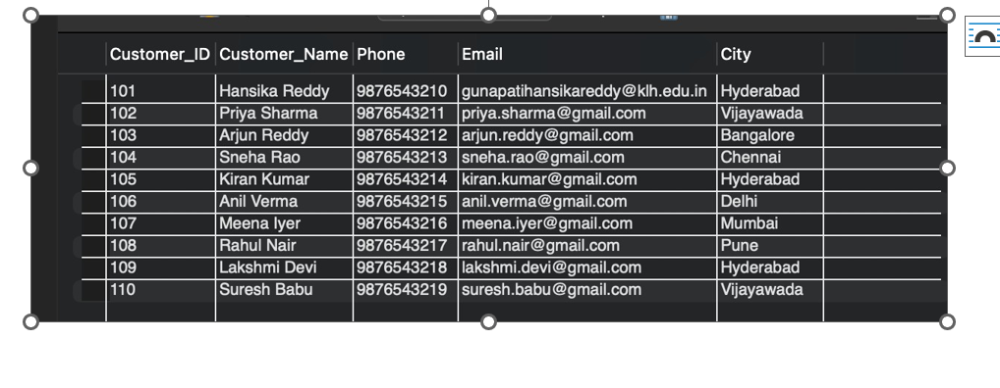 Customer_ID Customer_Name Phone Email City
101 Hansika Reddy 9876543210 gunapatihansikareddy@klh.edu.in Hyderabad
102 Priya Sharma 9876543211 priya.sharma@gmail.com Vijayawada
103 Arjun Reddy 9876543212 arjun.reddy@gmail.com Bangalore
104 Sneha Rao 9876543213 sneha.rao@gmail.com Chennai
105 Kiran Kumar 9876543214 kiran.kumar@gmail.com Hyderabad
106 Anil Verma 9876543215 anil.verma@gmail.com Delhi
107 Meena Iyer 9876543216 meena.iyer@gmail.com Mumbai
108 Rahul Nair 9876543217 rahul.nair@gmail.com Pune
109 Lakshmi Devi 9876543218 lakshmi.devi@gmail.com Hyderabad
110 Suresh Babu 9876543219 suresh.babu@gmail.com Vijayawada